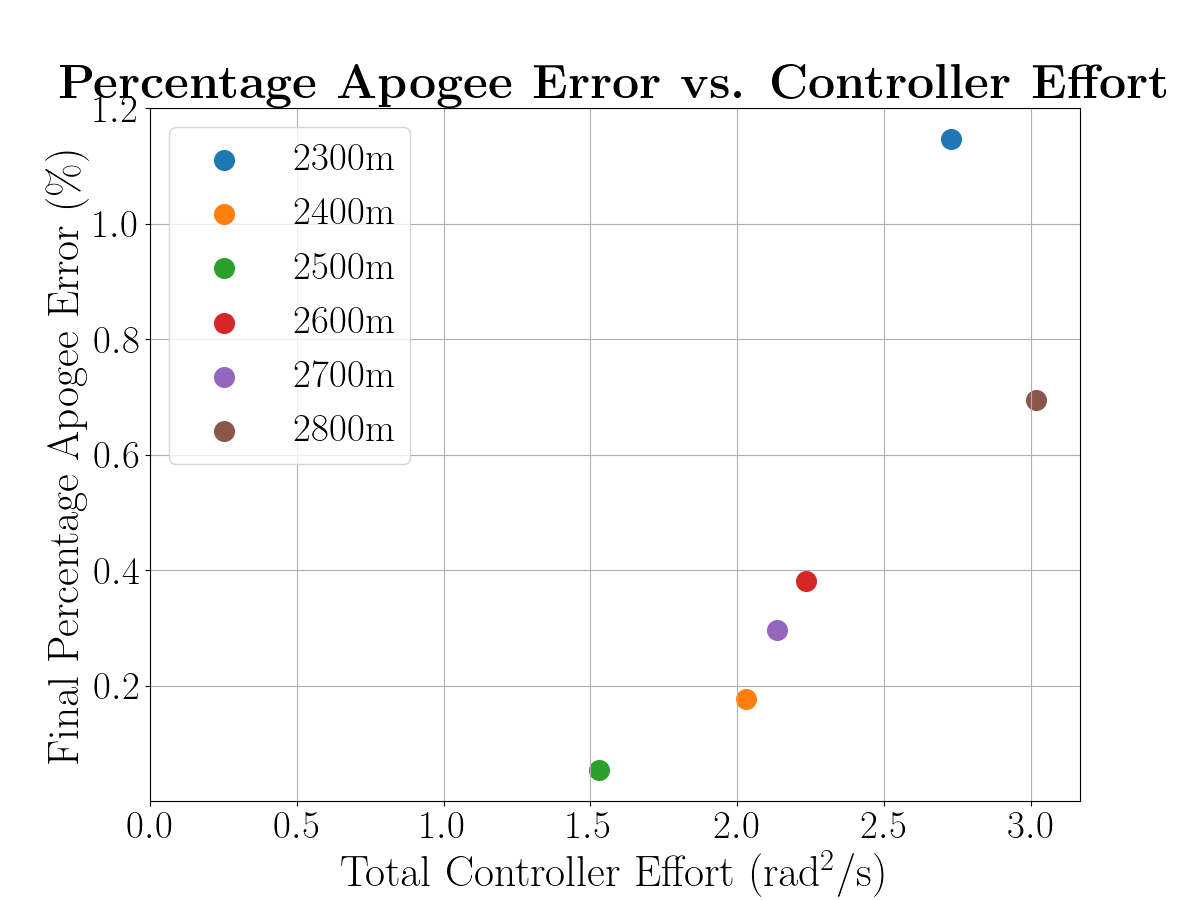 Percentage Apogee Error vs. Controller Effort
Final Percentage Apogee Error (%)
1.2
1.0
0.8
0.6
0.4
0.2
2300m
2400m
2500m
2600m
2700m
2800m
0.0 0.5 1.0 1.5 2.0 2.5 3.0
Total Controller Effort (rad²/s)